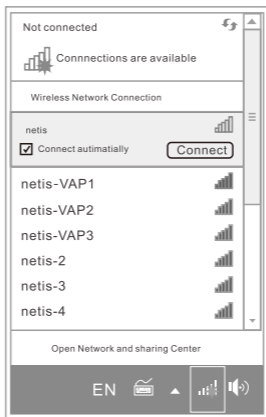 Not connected
Connnections are available
Wireless Network Connection
netis
Connect autimatially
Connect
netis-VAP1
netis-VAP2
netis-VAP3
netis-2
netis-3
netis-4
Open Network and sharing Center
EN